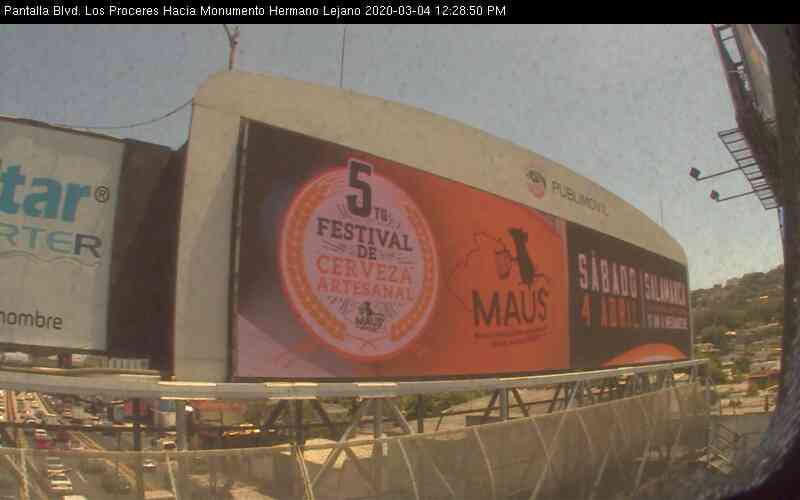 Pantalla Blvd. Los Proceres Hacia Monumento Hermano Lejano 2020-03-04 12:28:50 PM
tar®
RTER
nombre
PUBLIMOVIL
5TO
FESTIVAL
DE
CERVEZA
ARTESANAL
MAUS
MAUS
SÁBADO
4 ABRIL
SALAMANCA